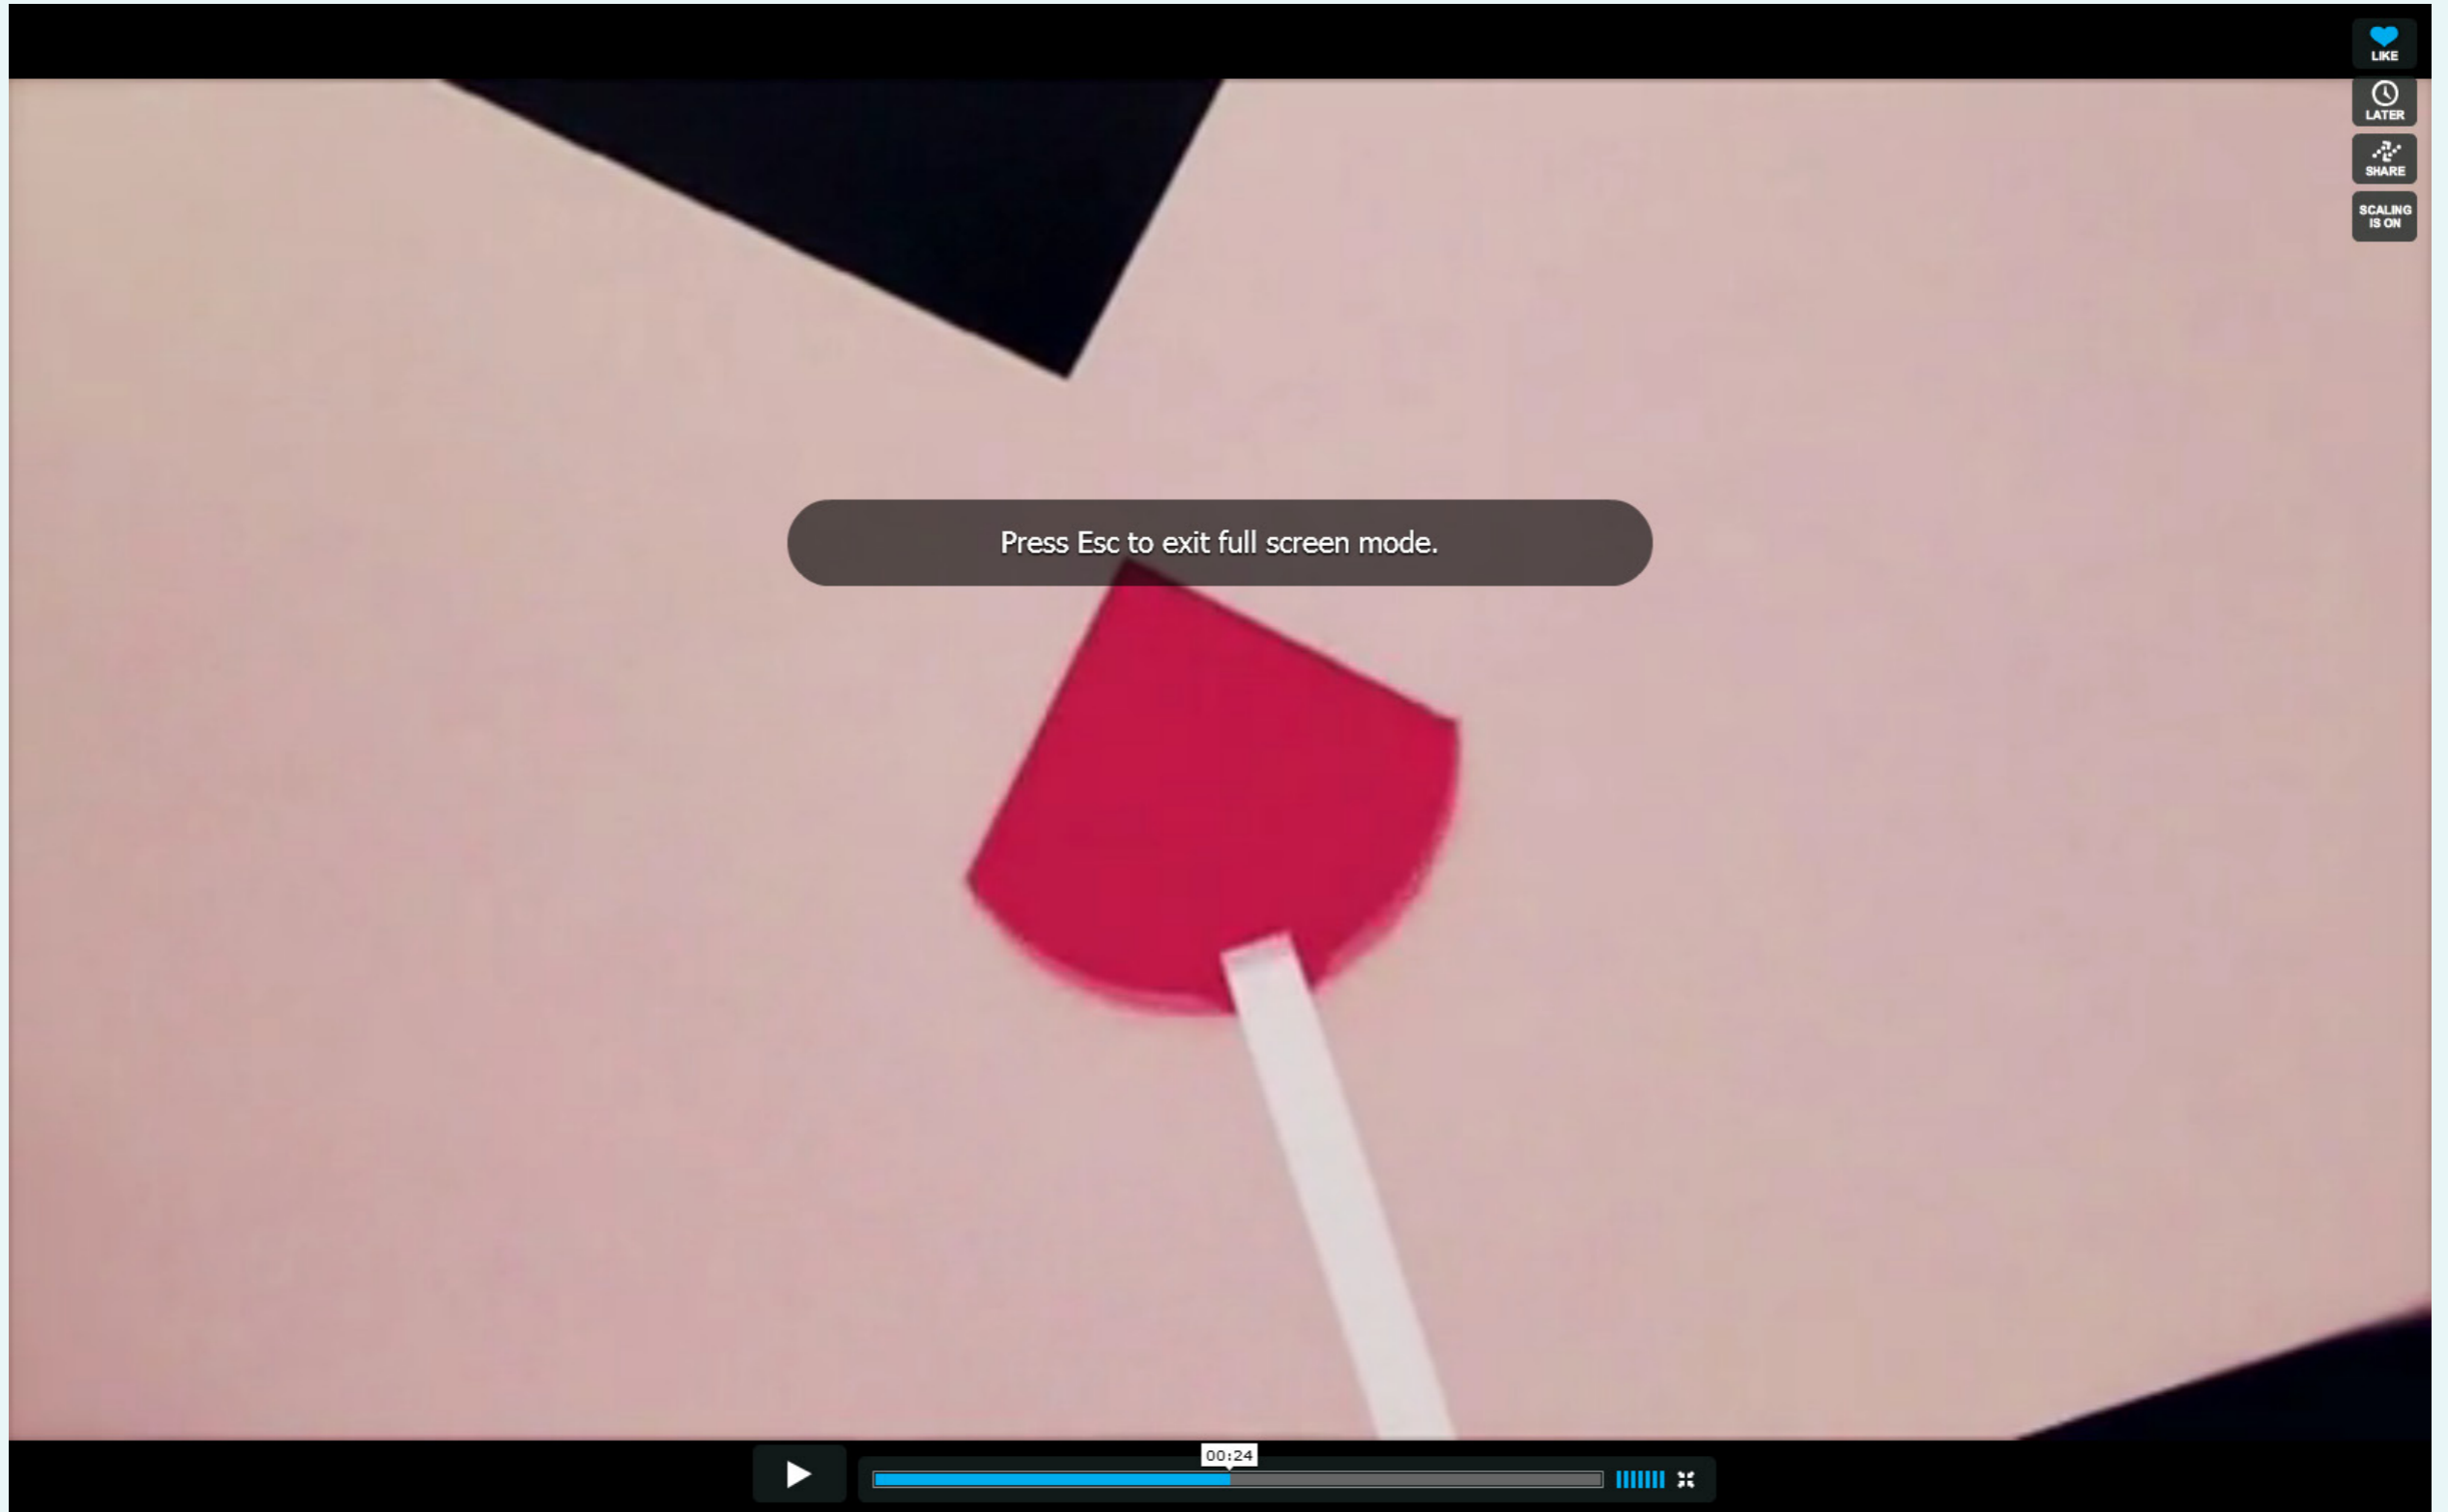 LIKE
LATER
SHARE
SCALING
IS ON
Press Esc to exit full screen mode.
00:24